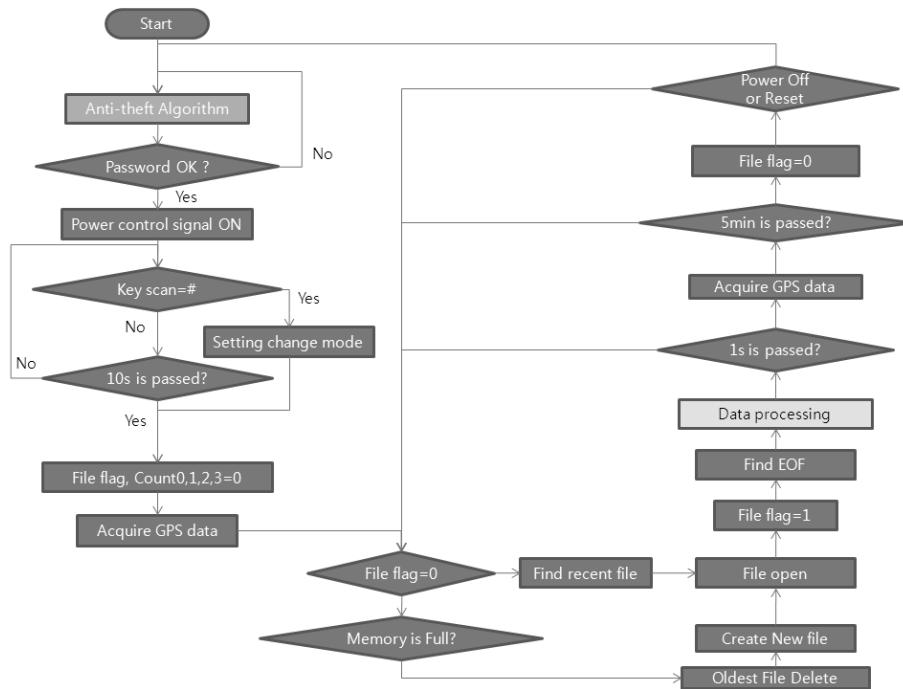 Start
Anti-theft Algorithm
Password OK ?
No
Yes
Power control signal ON
Key scan=#
Yes
No
Setting change mode
No
10s is passed?
Yes
File flag, Count0,1,2,3=0
Acquire GPS data
File flag=0
Find recent file
File open
Memory is Full?
Create New file
Oldest File Delete
File flag=1
Find EOF
Data processing
1s is passed?
Acquire GPS data
5min is passed?
File flag=0
Power Off
or Reset